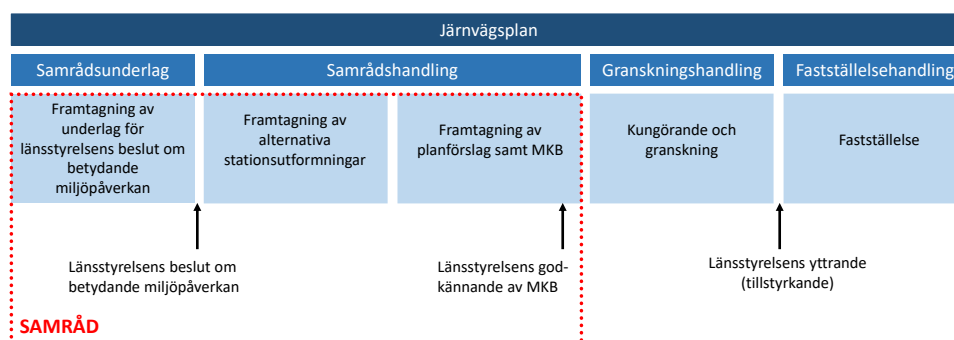 Järnvägsplan
Samrådsunderlag
Samrådshandling
Granskningshandling
Fastställelsehandling
Framtagning av
underlag för
länsstyrelsens beslut om
betydande
miljöpåverkan
Framtagning av
alternativa
stationsutformningar
Framtagning av
planförslag samt MKB
Kungörande och
granskning
Fastställelse
Länsstyrelsens beslut om
betydande miljöpåverkan
Länsstyrelsens god-
kännande av MKB
Länsstyrelsens yttrande
(tillstyrkande)
SAMRÅD